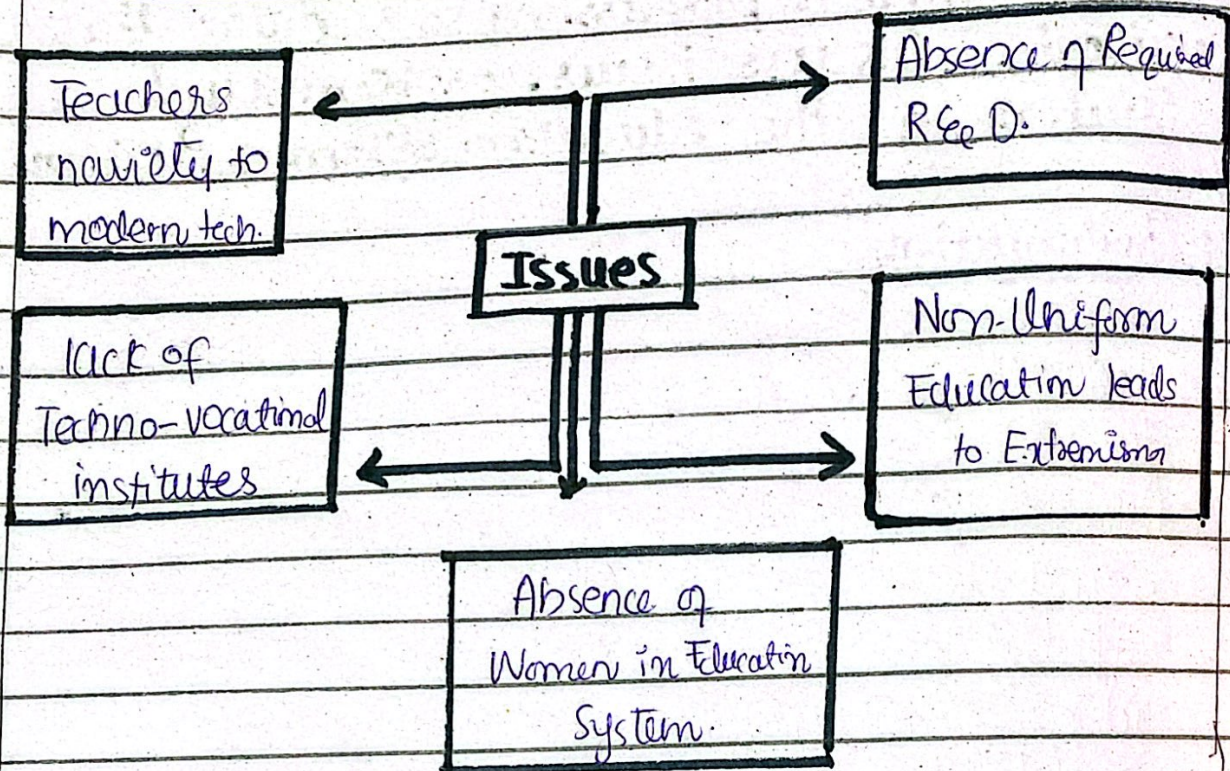 Teachers
naviety to
modern tech.
Absence of Required
R & D.
Issues
lack of
Techno-vocational
institutes
Non-Uniform
Education leads
to Extremism
Absence of
Women in Education
System.